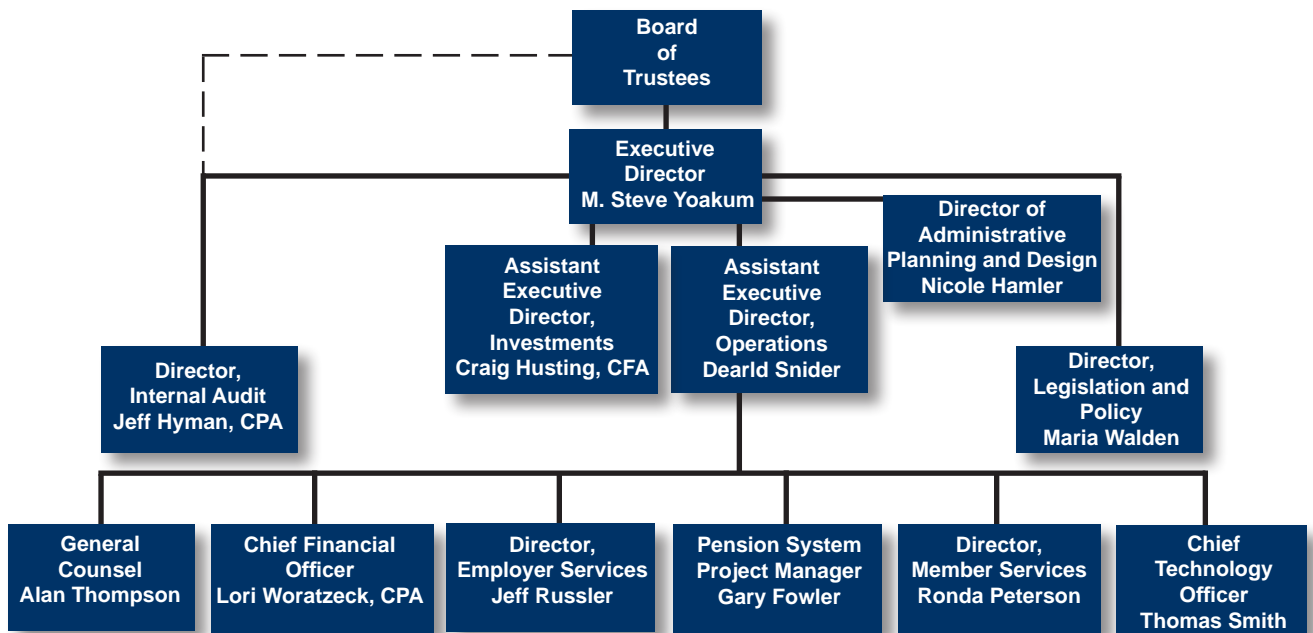 Board
of
Trustees
Executive
Director
M. Steve Yoakum
Director of
Administrative
Planning and Design
Nicole Hamler
Assistant
Executive
Director,
Investments
Craig Husting, CFA
Assistant
Executive
Director,
Operations
Dearld Snider
Director,
Internal Audit
Jeff Hyman, CPA
Director,
Legislation and
Policy
Maria Walden
General
Counsel
Alan Thompson
Chief Financial
Officer
Lori Woratzeck, CPA
Director,
Employer Services
Jeff Russler
Pension System
Project Manager
Gary Fowler
Director,
Member Services
Ronda Peterson
Chief
Technology
Officer
Thomas Smith